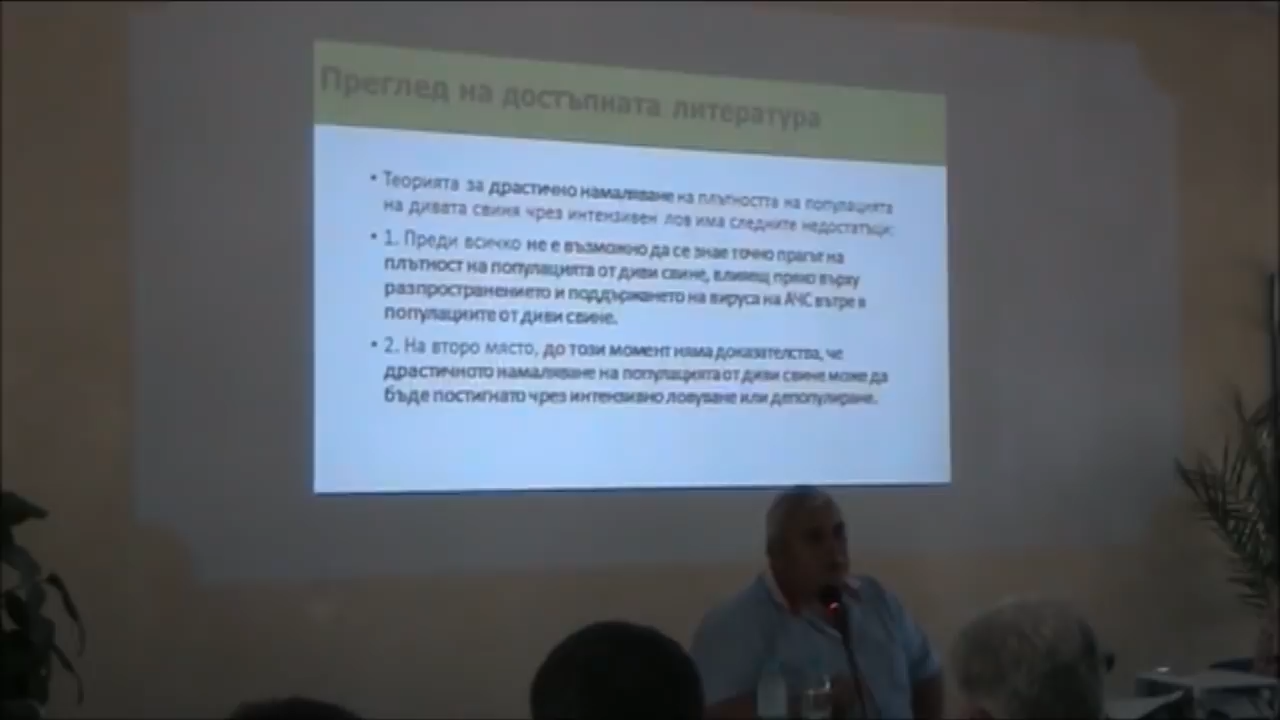 Преглед на достъпната литература
• Теорията за драстично намаляване на плътността на популацията
на дивата свиня чрез интензивен лов има следните недостатъци:
• 1. Преди всичко не е възможно да се знае точно прагът на
плътност на популацията от диви свине, влияещ пряко върху
разпространението и поддържането на вируса на АЧС вътре в
популациите от диви свине.
• 2. На второ място, до този момент няма доказателства, че
драстичното намаляване на популацията от диви свине може да
бъде постигнато чрез интензивно ловуване или депопулиране.